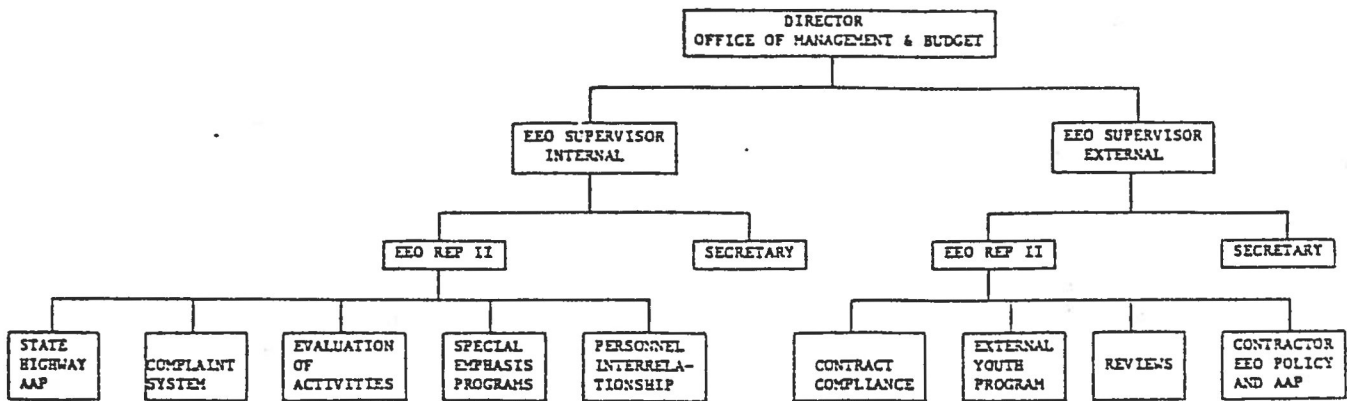 DIRECTOR
OFFICE OF MANAGEMENT & BUDGET
EEO SUPERVISOR
INTERNAL
EEO SUPERVISOR
EXTERNAL
EEO REP II
SECRETARY
EEO REP II
SECRETARY
STATE
HIGHWAY
AAP
COMPLAINT
SYSTEM
EVALUATION
OF
ACTIVITIES
SPECIAL
EMPHASIS
PROGRAMS
PERSONNEL
INTERRELA-
TIONSHIP
CONTRACT
COMPLIANCE
EXTERNAL
YOUTH
PROGRAM
REVIEWS
CONTRACTOR
EEO POLICY
AND AAP